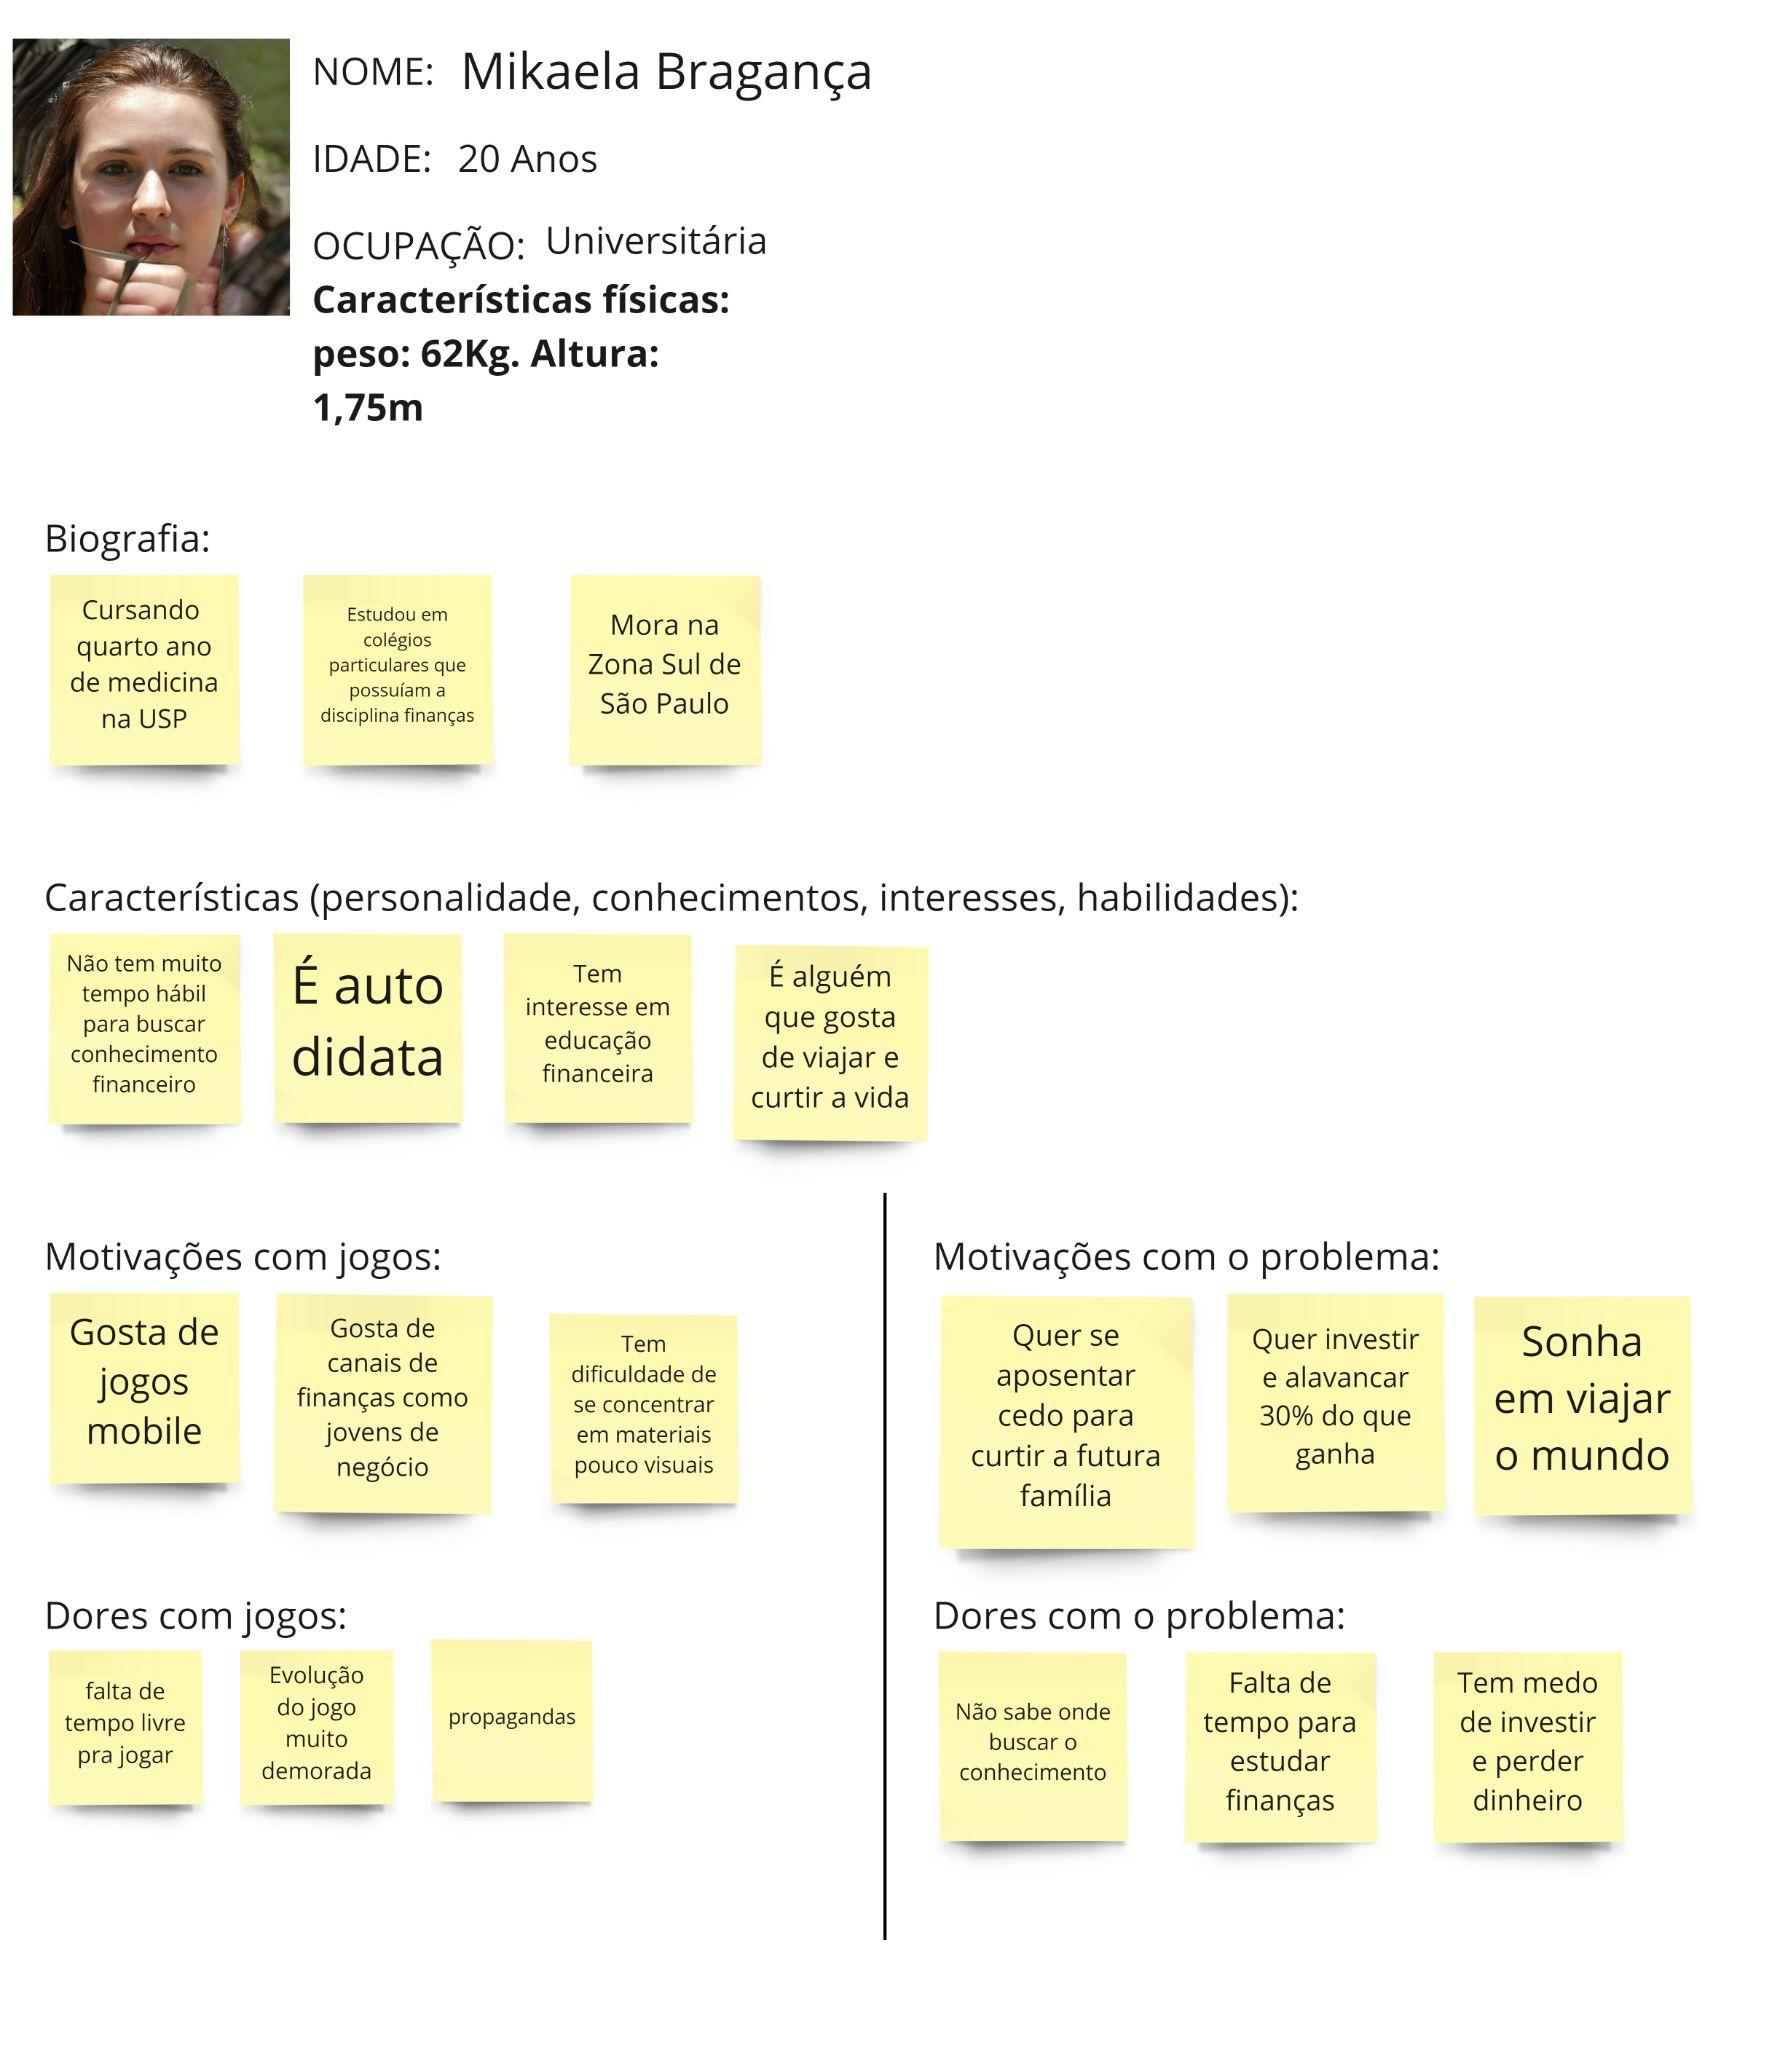 NOME: Mikaela Bragança
IDADE: 20 Anos
OCUPAÇÃO: Universitária
Características físicas:
peso: 62Kg. Altura:
1,75m
Biografia:
Cursando
quarto ano
de medicina
na USP
Estudou em
colégios
particulares que
possuíam a
disciplina finanças
Mora na
Zona Sul de
São Paulo
Características (personalidade, conhecimentos, interesses, habilidades):
Não tem muito
tempo hábil
para buscar
conhecimento
financeiro
É auto
didata
Tem
interesse em
educação
financeira
É alguém
que gosta
de viajar e
curtir a vida
Motivações com jogos:
Gosta de
jogos
mobile
Gosta de
canais de
finanças como
jovens de
negócio
Tem
dificuldade de
se concentrar
em materiais
pouco visuais
Motivações com o problema:
Quer se
aposentar
cedo para
curtir a futura
família
Quer investir
e alavancar
30% do que
ganha
Sonha
em viajar
o mundo
Dores com jogos:
falta de
tempo livre
pra jogar
Evolução
do jogo
muito
demorada
propagandas
Dores com o problema:
Não sabe onde
buscar o
conhecimento
Falta de
tempo para
estudar
finanças
Tem medo
de investir
e perder
dinheiro